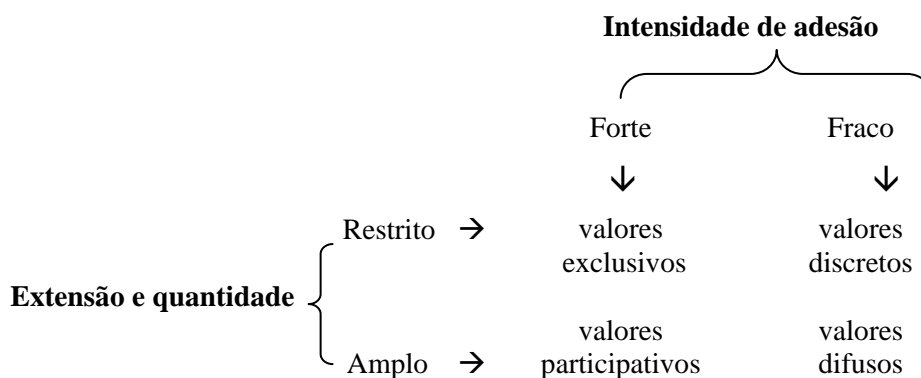 Intensidade de adesão
Forte Fraco
↓ ↓
Restrito → valores valores
exclusivos discretos
Extensão e quantidade
valores valores
Amplo → participativos difusos